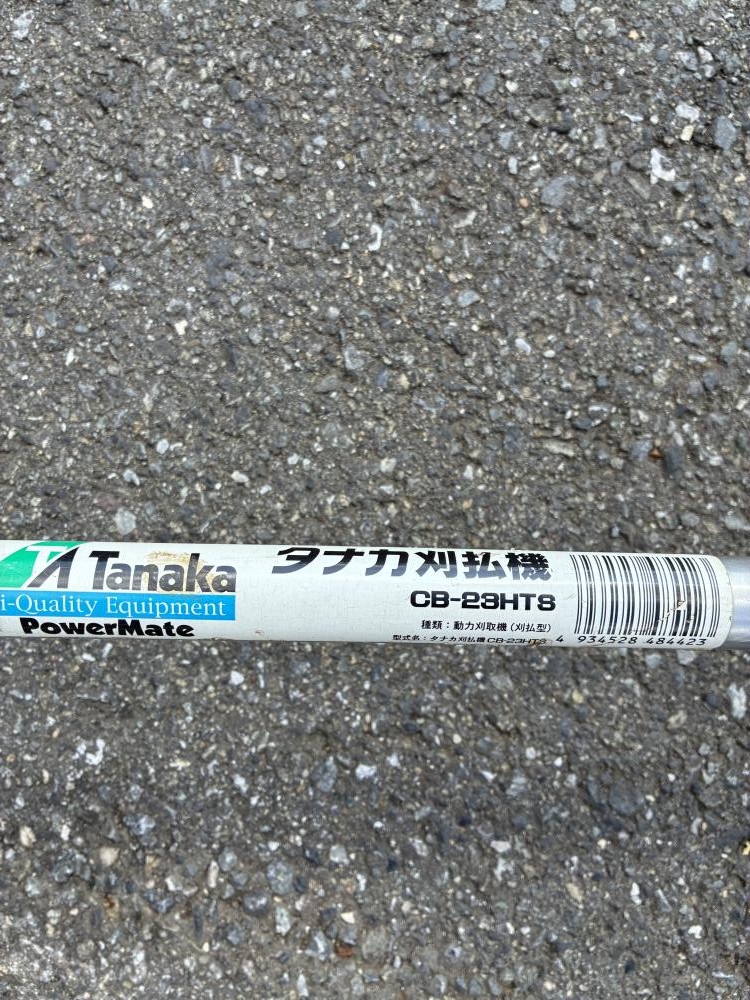 TA Tanaka
i-Quality Equipment
PowerMate
タナカ刈払機
CB-23HTS
種類：動力刈取機（刈払型）
型式名：タナカ刈払機 CB-23HTS
4 934528 484423